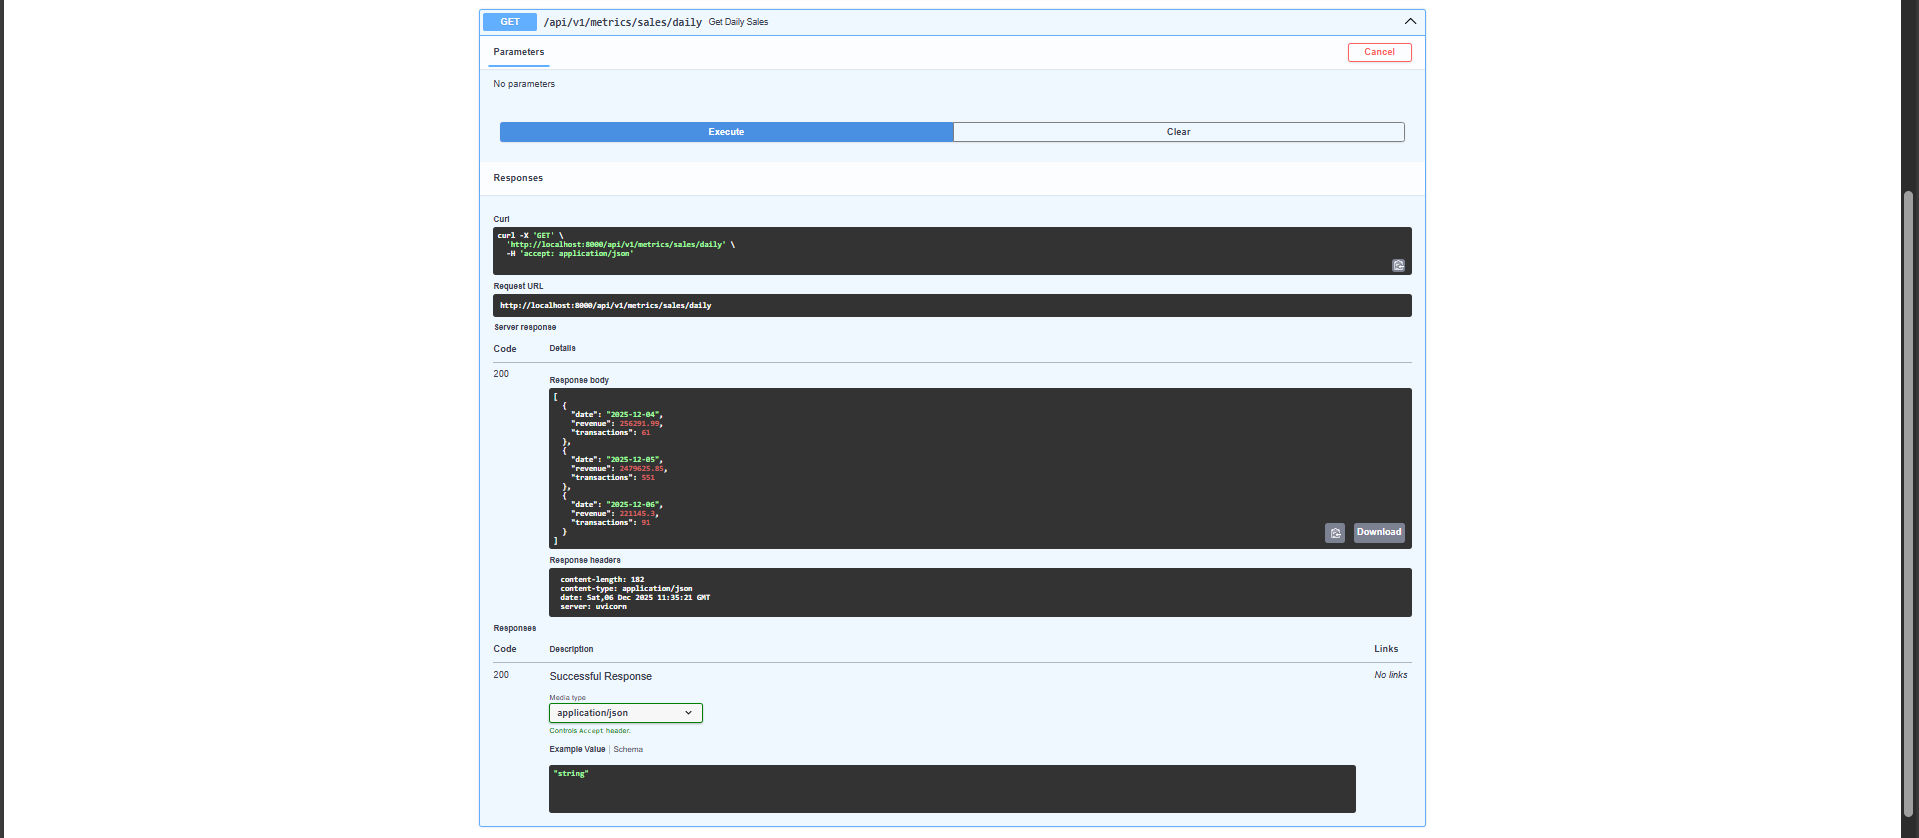 GET /api/v1/metrics/sales/daily Get Daily Sales
Parameters Cancel
No parameters
Execute Clear
Responses
Curl
curl -X 'GET' \
'http://localhost:8000/api/v1/metrics/sales/daily' \
-H 'accept: application/json'
Request URL
http://localhost:8000/api/v1/metrics/sales/daily
Server response
Code Details
200
Response body
[
{
"date": "2025-12-04",
"revenue": 256291.99,
"transactions": 61
},
{
"date": "2025-12-05",
"revenue": 2479625.85,
"transactions": 551
},
{
"date": "2025-12-06",
"revenue": 221145.3,
"transactions": 91
}
]
Download
Response headers
content-length: 182
content-type: application/json
date: Sat,06 Dec 2025 11:35:21 GMT
server: uvicorn
Responses
Code Description Links
200 Successful Response No links
Media type
application/json
Controls Accept header.
Example Value | Schema
"string"